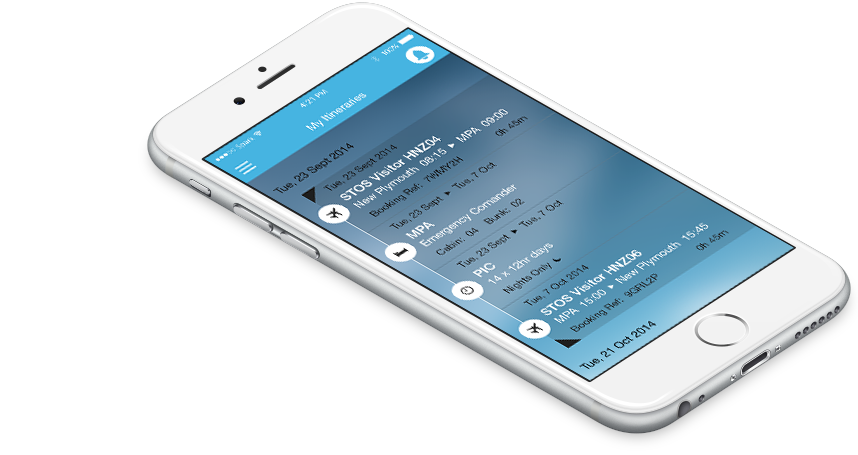 Spark
4:21 PM
100%
My Itineraries
Tue, 23 Sept 2014
Tue, 23 Sept 2014
STOS Visitor HNZ04
New Plymouth 08:15 ▸ MPA 09:00
Booking Ref: 7WMY2H 0h 45m
Tue, 23 Sept ▸ Tue, 7 Oct
MPA
Emergency Comander
Cabin: 04 Bunk: 02
Tue, 23 Sept ▸ Tue, 7 Oct
PIC
14 x 12hr days
Nights Only
Tue, 7 Oct 2014
STOS Visitor HNZ06
MPA 15:00 ▸ New Plymouth 15:45
Booking Ref: 9GRL2P 0h 45m
Tue, 21 Oct 2014